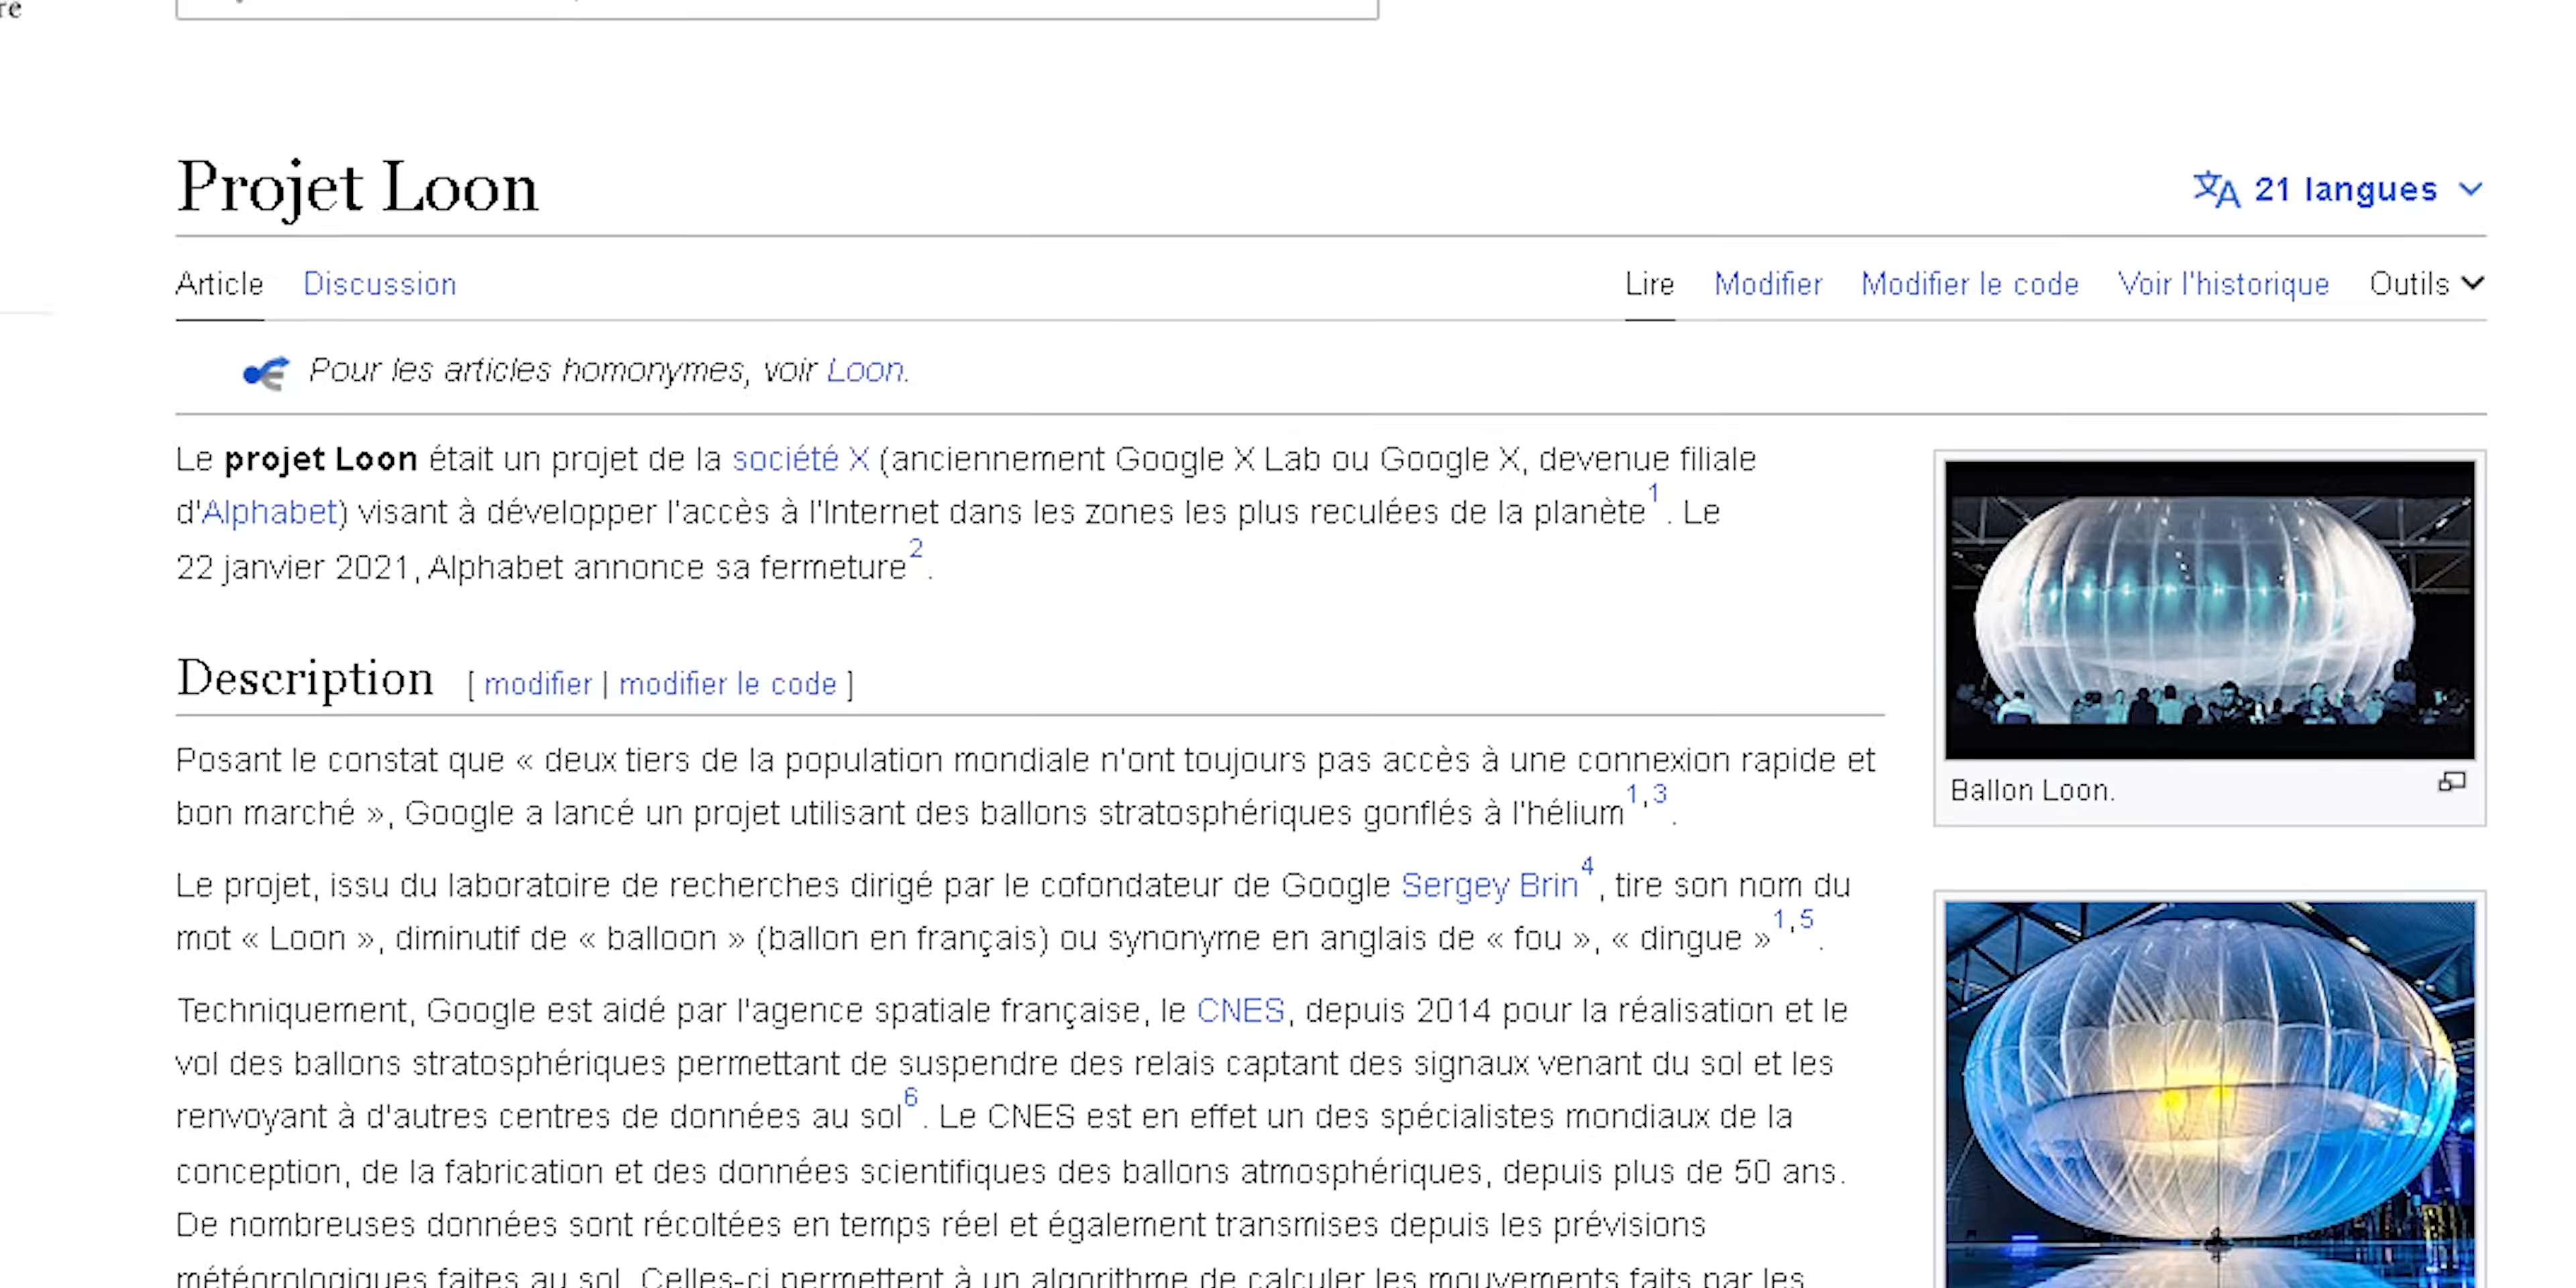 re
Projet Loon
21 langues
Article Discussion Lire Modifier Modifier le code Voir l'historique Outils
Pour les articles homonymes, voir Loon.
Le projet Loon était un projet de la société X (anciennement Google X Lab ou Google X, devenue filiale
d'Alphabet) visant à développer l'accès à l'Internet dans les zones les plus reculées de la planète1. Le
22 janvier 2021, Alphabet annonce sa fermeture2.
Description [ modifier | modifier le code ]
Posant le constat que « deux tiers de la population mondiale n'ont toujours pas accès à une connexion rapide et
bon marché », Google a lancé un projet utilisant des ballons stratosphériques gonflés à l'hélium1,3.
Le projet, issu du laboratoire de recherches dirigé par le cofondateur de Google Sergey Brin4, tire son nom du
mot « Loon », diminutif de « balloon » (ballon en français) ou synonyme en anglais de « fou », « dingue »1,5.
Techniquement, Google est aidé par l'agence spatiale française, le CNES, depuis 2014 pour la réalisation et le
vol des ballons stratosphériques permettant de suspendre des relais captant des signaux venant du sol et les
renvoyant à d'autres centres de données au sol6. Le CNES est en effet un des spécialistes mondiaux de la
conception, de la fabrication et des données scientifiques des ballons atmosphériques, depuis plus de 50 ans.
De nombreuses données sont récoltées en temps réel et également transmises depuis les prévisions
météorologiques faites au sol. Celles-ci permettent à un algorithme de calculer les mouvements faits par les
Ballon Loon.